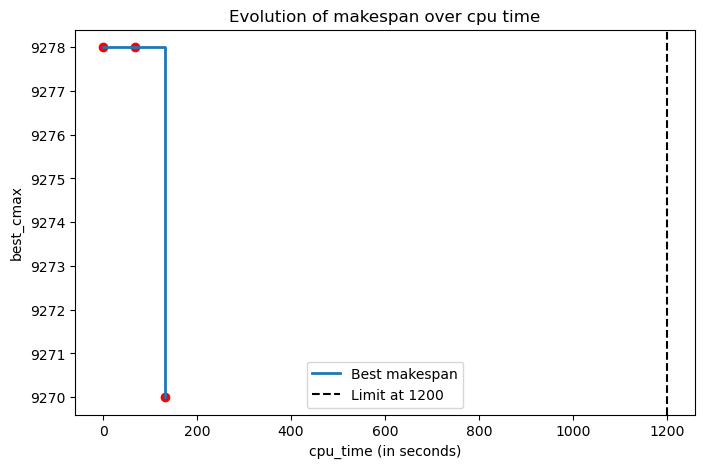 Evolution of makespan over cpu time
best_cmax
9278
9277
9276
9275
9274
9273
9272
9271
9270
Best makespan
Limit at 1200
0 200 400 600 800 1000 1200
cpu_time (in seconds)